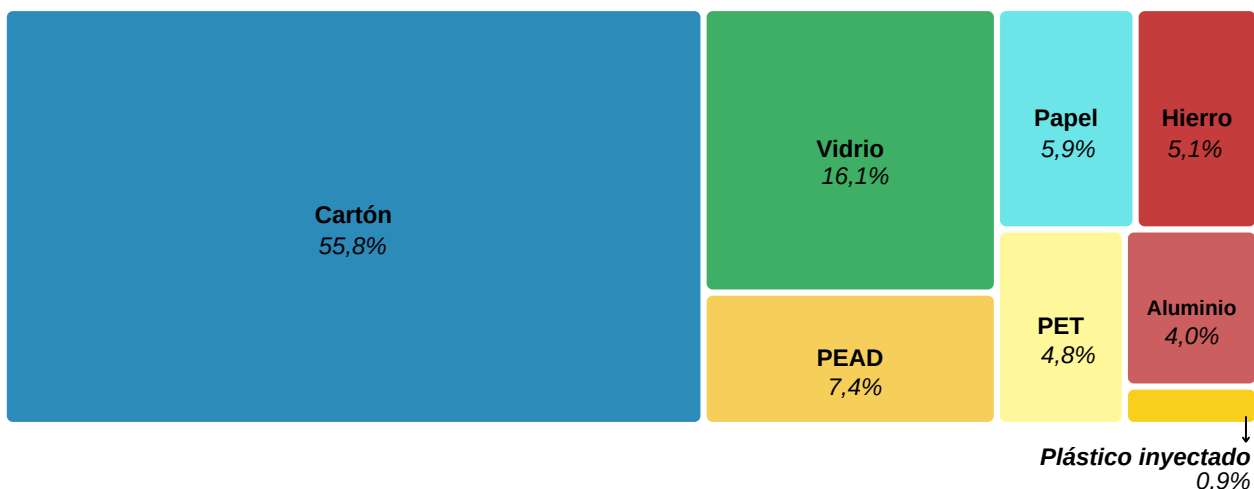 Cartón
55,8%
Vidrio
16,1%
PEAD
7,4%
Papel
5,9%
Hierro
5,1%
PET
4,8%
Aluminio
4,0%
Plástico inyectado
0,9%